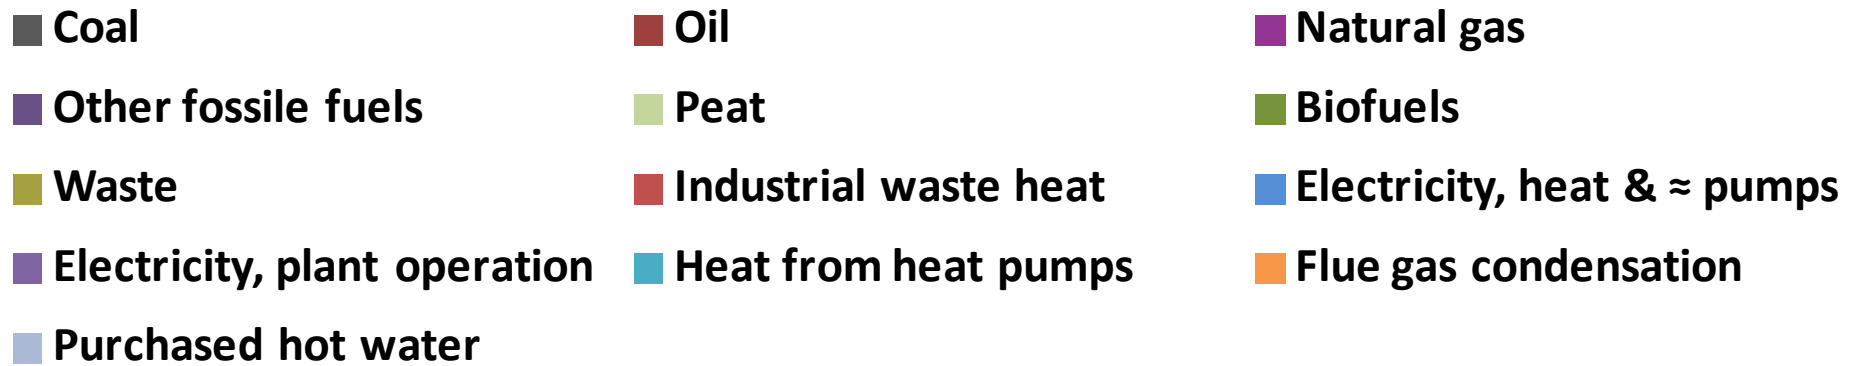 Coal Oil Natural gas
Other fossile fuels Peat Biofuels
Waste Industrial waste heat Electricity, heat & ≈ pumps
Electricity, plant operation Heat from heat pumps Flue gas condensation
Purchased hot water